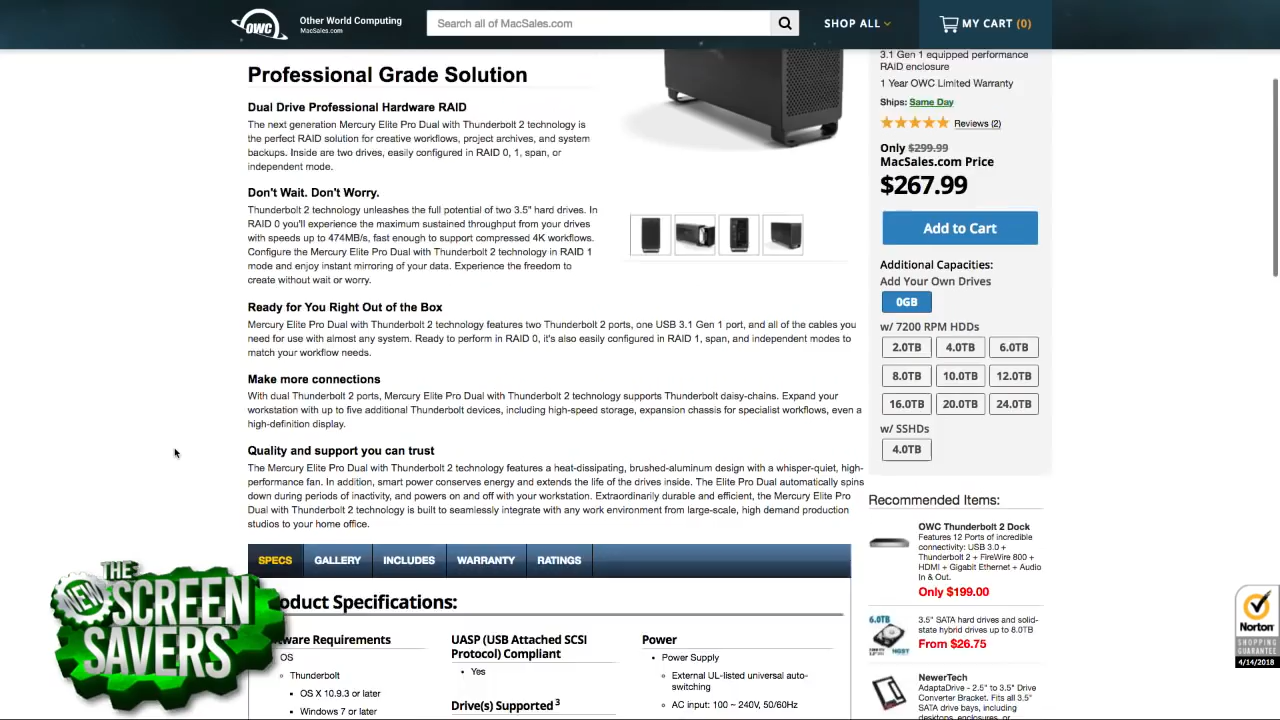 OWC
Other World Computing
MacSales.com
Search all of MacSales.com
SHOP ALL
MY CART (0)
Professional Grade Solution
Dual Drive Professional Hardware RAID
The next generation Mercury Elite Pro Dual with Thunderbolt 2 technology is
the perfect RAID solution for creative workflows, project archives, and system
backups. Inside are two drives, easily configured in RAID 0, 1, span, or
independent mode.
Don't Wait. Don't Worry.
Thunderbolt 2 technology unleashes the full potential of two 3.5" hard drives. In
RAID 0 you'll experience the maximum sustained throughput from your drives
with speeds up to 474MB/s, fast enough to support compressed 4K workflows.
Configure the Mercury Elite Pro Dual with Thunderbolt 2 technology in RAID 1
mode and enjoy instant mirroring of your data. Experience the freedom to
create without wait or worry.
Ready for You Right Out of the Box
Mercury Elite Pro Dual with Thunderbolt 2 technology features two Thunderbolt 2 ports, one USB 3.1 Gen 1 port, and all of the cables you
need for use with almost any system. Ready to perform in RAID 0, it's also easily configured in RAID 1, span, and independent modes to
match your workflow needs.
Make more connections
With dual Thunderbolt 2 ports, Mercury Elite Pro Dual with Thunderbolt 2 technology supports Thunderbolt daisy-chains. Expand your
workstation with up to five additional Thunderbolt devices, including high-speed storage, expansion chassis for specialist workflows, even a
high-definition display.
Quality and support you can trust
The Mercury Elite Pro Dual with Thunderbolt 2 technology features a heat-dissipating, brushed-aluminum design with a whisper-quiet, high-
performance fan. In addition, smart power conserves energy and extends the life of the drives inside. The Elite Pro Dual automatically spins
down during periods of inactivity, and powers on and off with your workstation. Extraordinarily durable and efficient, the Mercury Elite Pro
Dual with Thunderbolt 2 technology is built to seamlessly integrate with any work environment from large-scale, high demand production
studios to your home office.
SPECS
GALLERY
INCLUDES
WARRANTY
RATINGS
oduct Specifications:
ware Requirements
OS
Thunderbolt
OS X 10.9.3 or later
Windows 7 or later
UASP (USB Attached SCSI
Protocol) Compliant
Yes
Drive(s) Supported 3
Power
Power Supply
External UL-listed universal auto-
switching
AC input: 100 ~ 240V, 50/60Hz
3.1 Gen 1 equipped performance
RAID enclosure
1 Year OWC Limited Warranty
Ships: Same Day
Reviews (2)
Only $299.99
MacSales.com Price
$267.99
Add to Cart
Additional Capacities:
Add Your Own Drives
0GB
w/ 7200 RPM HDDs
2.0TB
4.0TB
6.0TB
8.0TB
10.0TB
12.0TB
16.0TB
20.0TB
24.0TB
w/ SSHDs
4.0TB
Recommended Items:
OWC Thunderbolt 2 Dock
Features 12 Ports of incredible
connectivity: USB 3.0 +
Thunderbolt 2 + FireWire 800 +
HDMI + Gigabit Ethernet + Audio
In & Out.
Only $199.00
6.0TB
3.5" SATA hard drives and solid-
state hybrid drives up to 8.0TB
From $26.75
NewerTech
AdaptaDrive - 2.5" to 3.5" Drive
Converter Bracket. Fits all 3.5"
SATA drive bays, including
desktops, enclosures, or
THE
NEW
SCREEN
SAVERS
Norton
SHOPPING
GUARANTEE
4/14/2018